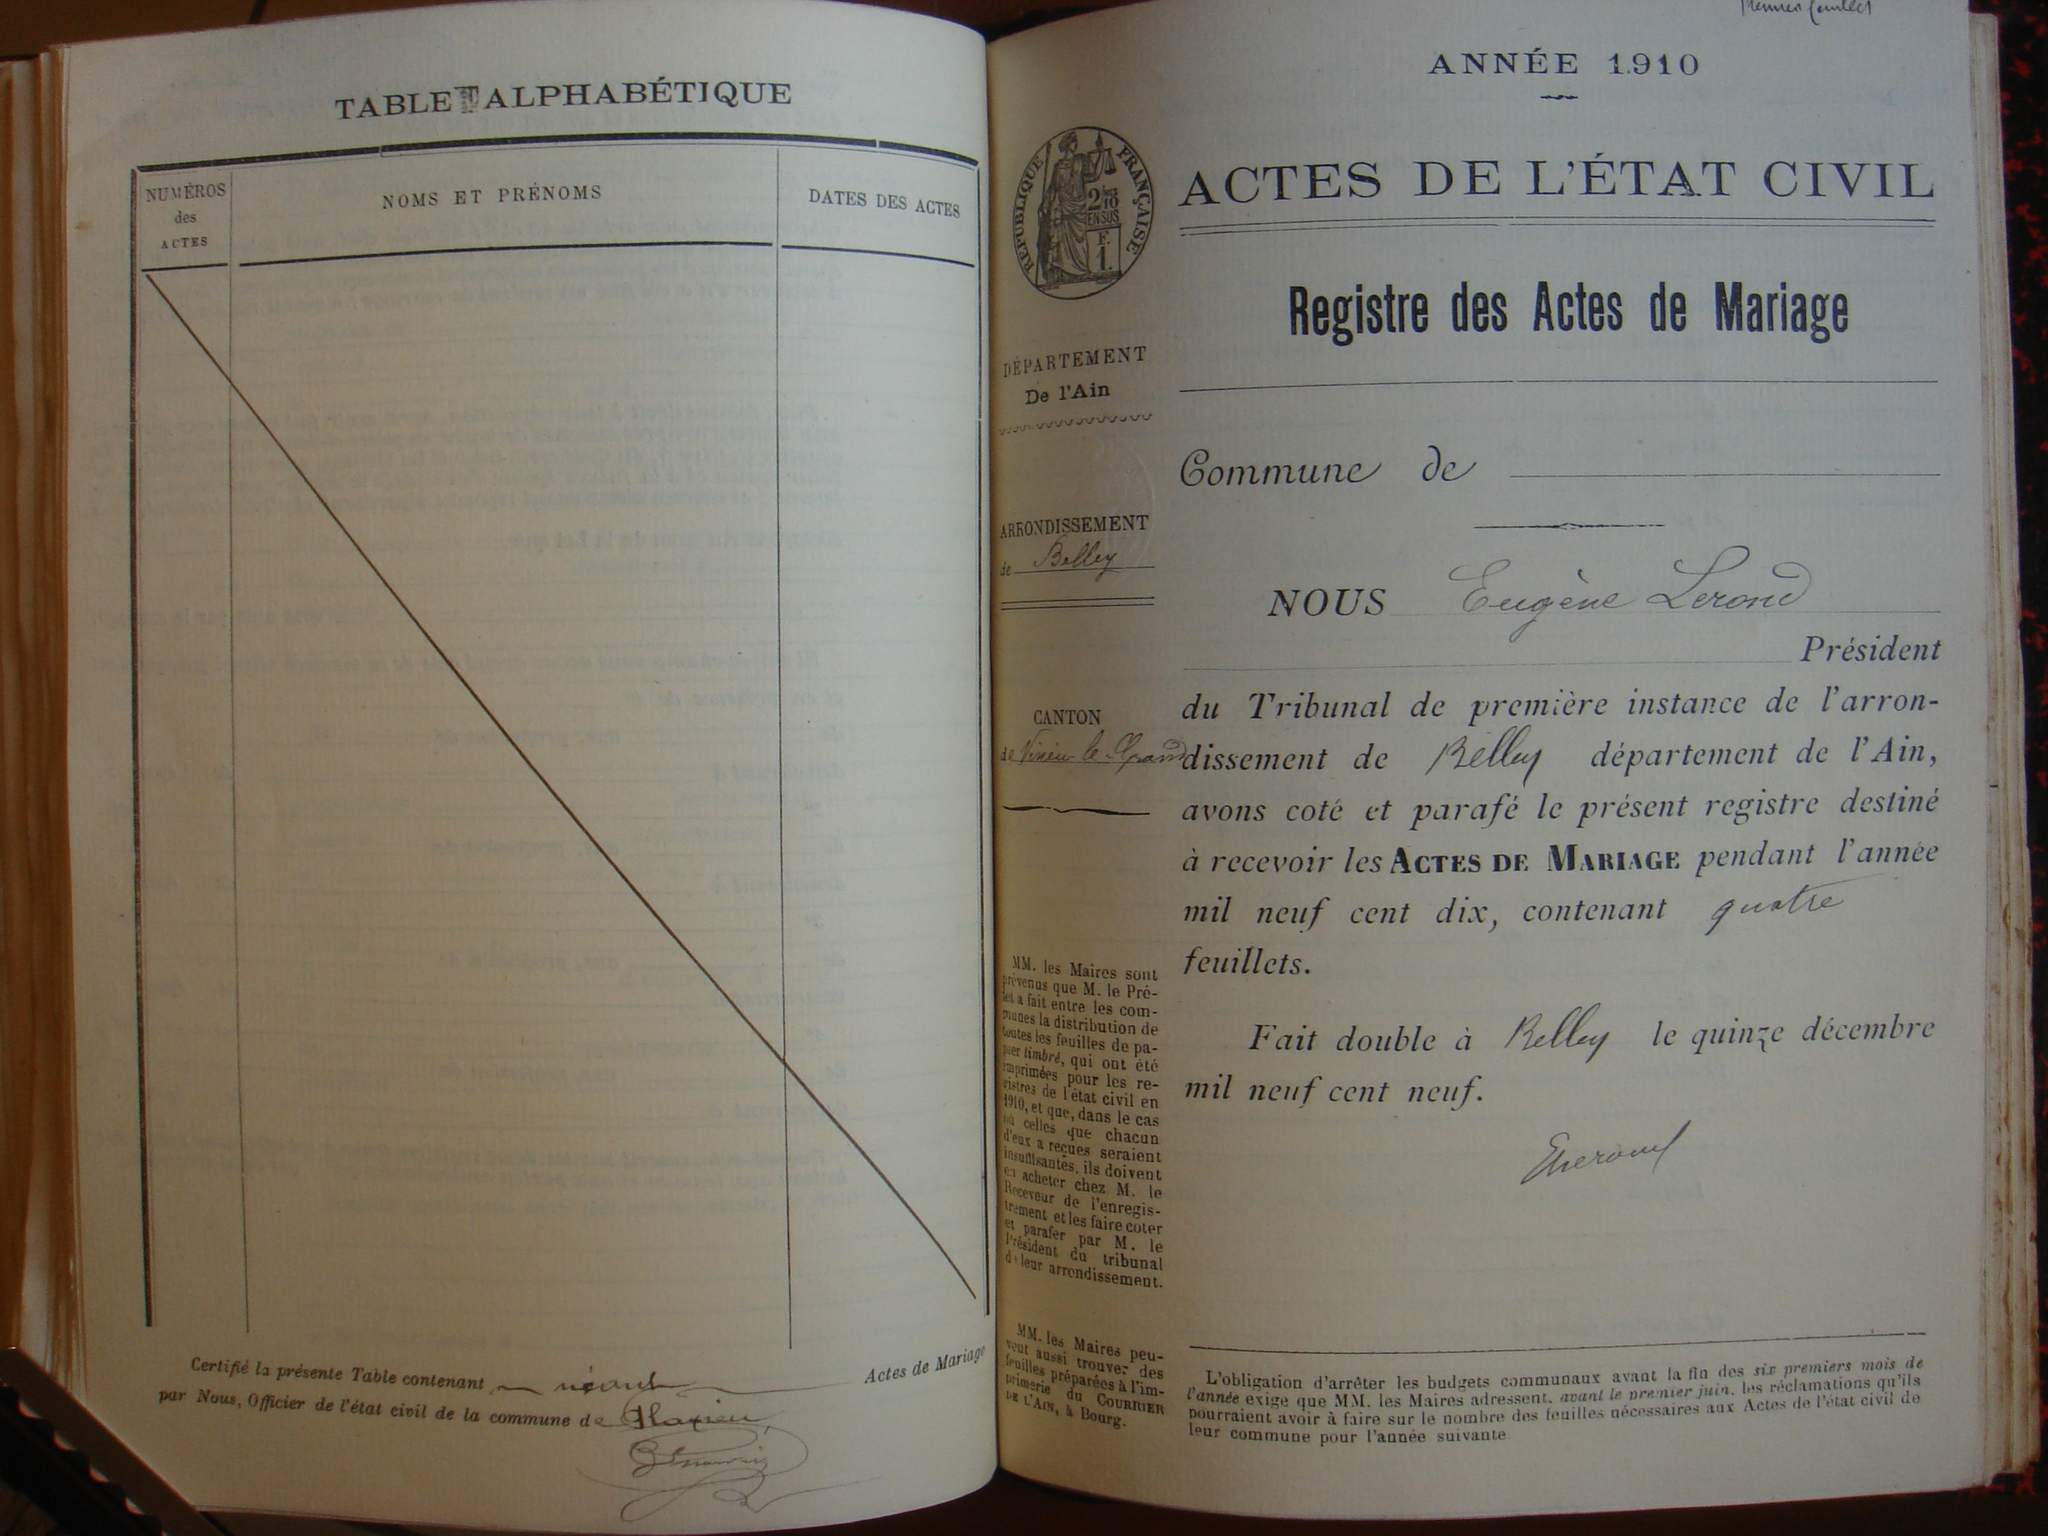 TABLE ALPHABÉTIQUE
NUMÉROS
des
ACTES
NOMS ET PRÉNOMS
DATES DES ACTES
Certifié la présente Table contenant néant Actes de Mariage
par Nous, Officier de l'état civil de la commune de Flaxieu
Premier feuillet
ANNÉE 1910
RÉPUBLIQUE FRANÇAISE
2/10
EN SUS
F.
1.
ACTES DE L'ÉTAT CIVIL
Registre des Actes de Mariage
DÉPARTEMENT
De l'Ain
Commune de
ARRONDISSEMENT
de Belley
NOUS Eugène Lerond
Président
CANTON
de Virieu le Grand
du Tribunal de première instance de l'arron-
dissement de Belley département de l'Ain,
avons coté et parafé le présent registre destiné
à recevoir les ACTES DE MARIAGE pendant l'année
mil neuf cent dix, contenant quatre
feuillets.
Fait double à Belley le quinze décembre
mil neuf cent neuf.
ELerond
MM. les Maires sont
prévenus que M. le Pré-
fet a fait entre les com-
munes la distribution de
toutes les feuilles de pa-
pier timbré, qui ont été
imprimées pour les re-
gistres de l'état civil en
1910, et que, dans le cas
où celles que chacun
d'eux a reçues seraient
insuffisantes, ils doivent
en acheter chez M. le
Receveur de l'enregis-
trement et les faire coter
et parafer par M. le
Président du tribunal
de leur arrondissement.
MM. les Maires peu-
vent aussi trouver des
feuilles préparées à l'im-
primerie du COURRIER
DE L'AIN, à Bourg.
L'obligation d'arrêter les budgets communaux avant la fin des six premiers mois de
l'année exige que MM. les Maires adressent, avant le premier juin, les réclamations qu'ils
pourraient avoir à faire sur le nombre des feuilles nécessaires aux Actes de l'état civil de
leur commune pour l'année suivante.